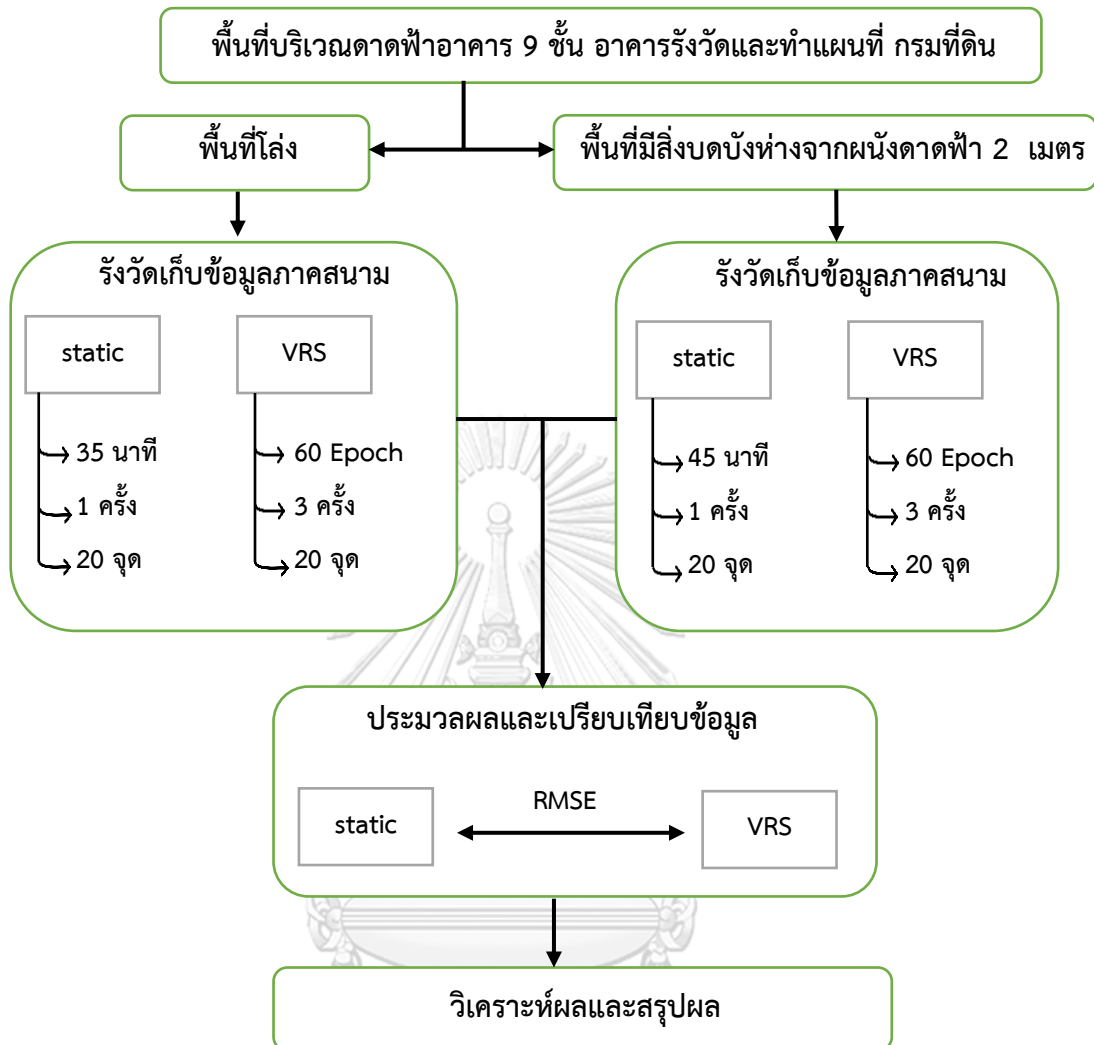 พื้นที่บริเวณดาดฟ้าอาคาร 9 ชั้น อาคารรังวัดและทำแผนที่ กรมที่ดิน
พื้นที่โล่ง
พื้นที่มีสิ่งบดบังห่างจากผนังดาดฟ้า 2 เมตร
รังวัดเก็บข้อมูลภาคสนาม
static
VRS
35 นาที
60 Epoch
1 ครั้ง
3 ครั้ง
20 จุด
20 จุด
รังวัดเก็บข้อมูลภาคสนาม
static
VRS
45 นาที
60 Epoch
1 ครั้ง
3 ครั้ง
20 จุด
20 จุด
ประมวลผลและเปรียบเทียบข้อมูล
static
RMSE
VRS
วิเคราะห์ผลและสรุปผล